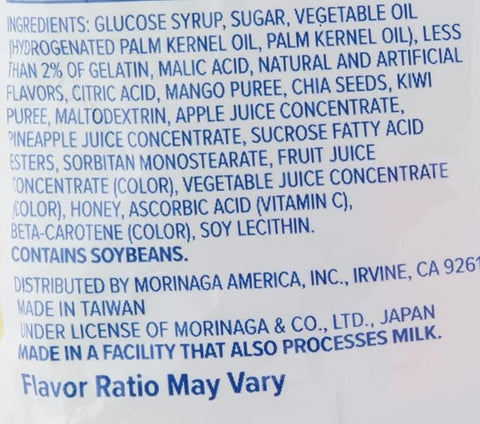 INGREDIENTS: GLUCOSE SYRUP, SUGAR, VEGETABLE OIL
(HYDROGENATED PALM KERNEL OIL, PALM KERNEL OIL), LESS
THAN 2% OF GELATIN, MALIC ACID, NATURAL AND ARTIFICIAL
FLAVORS, CITRIC ACID, MANGO PUREE, CHIA SEEDS, KIWI
PUREE, MALTODEXTRIN, APPLE JUICE CONCENTRATE,
PINEAPPLE JUICE CONCENTRATE, SUCROSE FATTY ACID
ESTERS, SORBITAN MONOSTEARATE, FRUIT JUICE
CONCENTRATE (COLOR), VEGETABLE JUICE CONCENTRATE
(COLOR), HONEY, ASCORBIC ACID (VITAMIN C),
BETA-CAROTENE (COLOR), SOY LECITHIN.
CONTAINS SOYBEANS.
DISTRIBUTED BY MORINAGA AMERICA, INC., IRVINE, CA 9261
MADE IN TAIWAN
UNDER LICENSE OF MORINAGA & CO., LTD., JAPAN
MADE IN A FACILITY THAT ALSO PROCESSES MILK.
Flavor Ratio May Vary